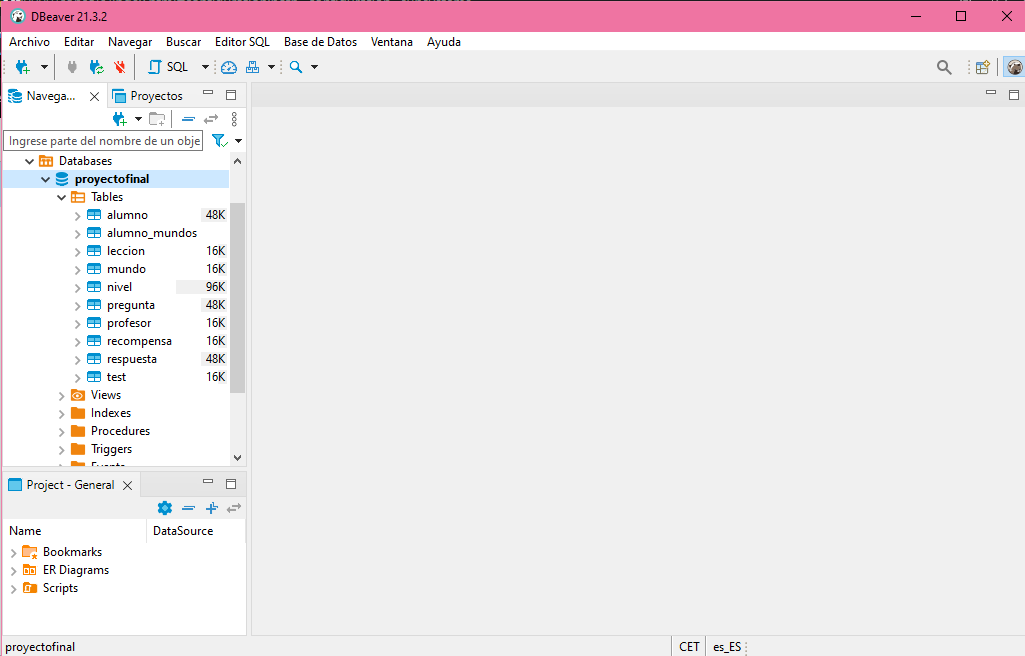 DBeaver 21.3.2
Archivo Editar Navegar Buscar Editor SQL Base de Datos Ventana Ayuda
SQL
Navega... Proyectos
Ingrese parte del nombre de un obje
Databases
proyectofinal
Tables
alumno 48K
alumno_mundos
leccion 16K
mundo 16K
nivel 96K
pregunta 48K
profesor 16K
recompensa 16K
respuesta 48K
test 16K
Views
Indexes
Procedures
Triggers
Events
Project - General
Name DataSource
Bookmarks
ER Diagrams
Scripts
proyectofinal CET es_ES